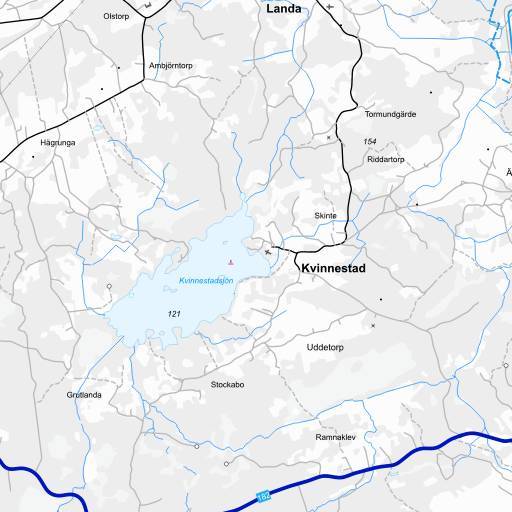 Landa
Olstorp
Ambjörntorp
Tormundgärde
154
Hägrunga
Riddartorp
Ä
Skinte
Kvinnestad
Kvinnestadsjön
121
Uddetorp
Stockabo
Grutlanda
Ramnaklev
182